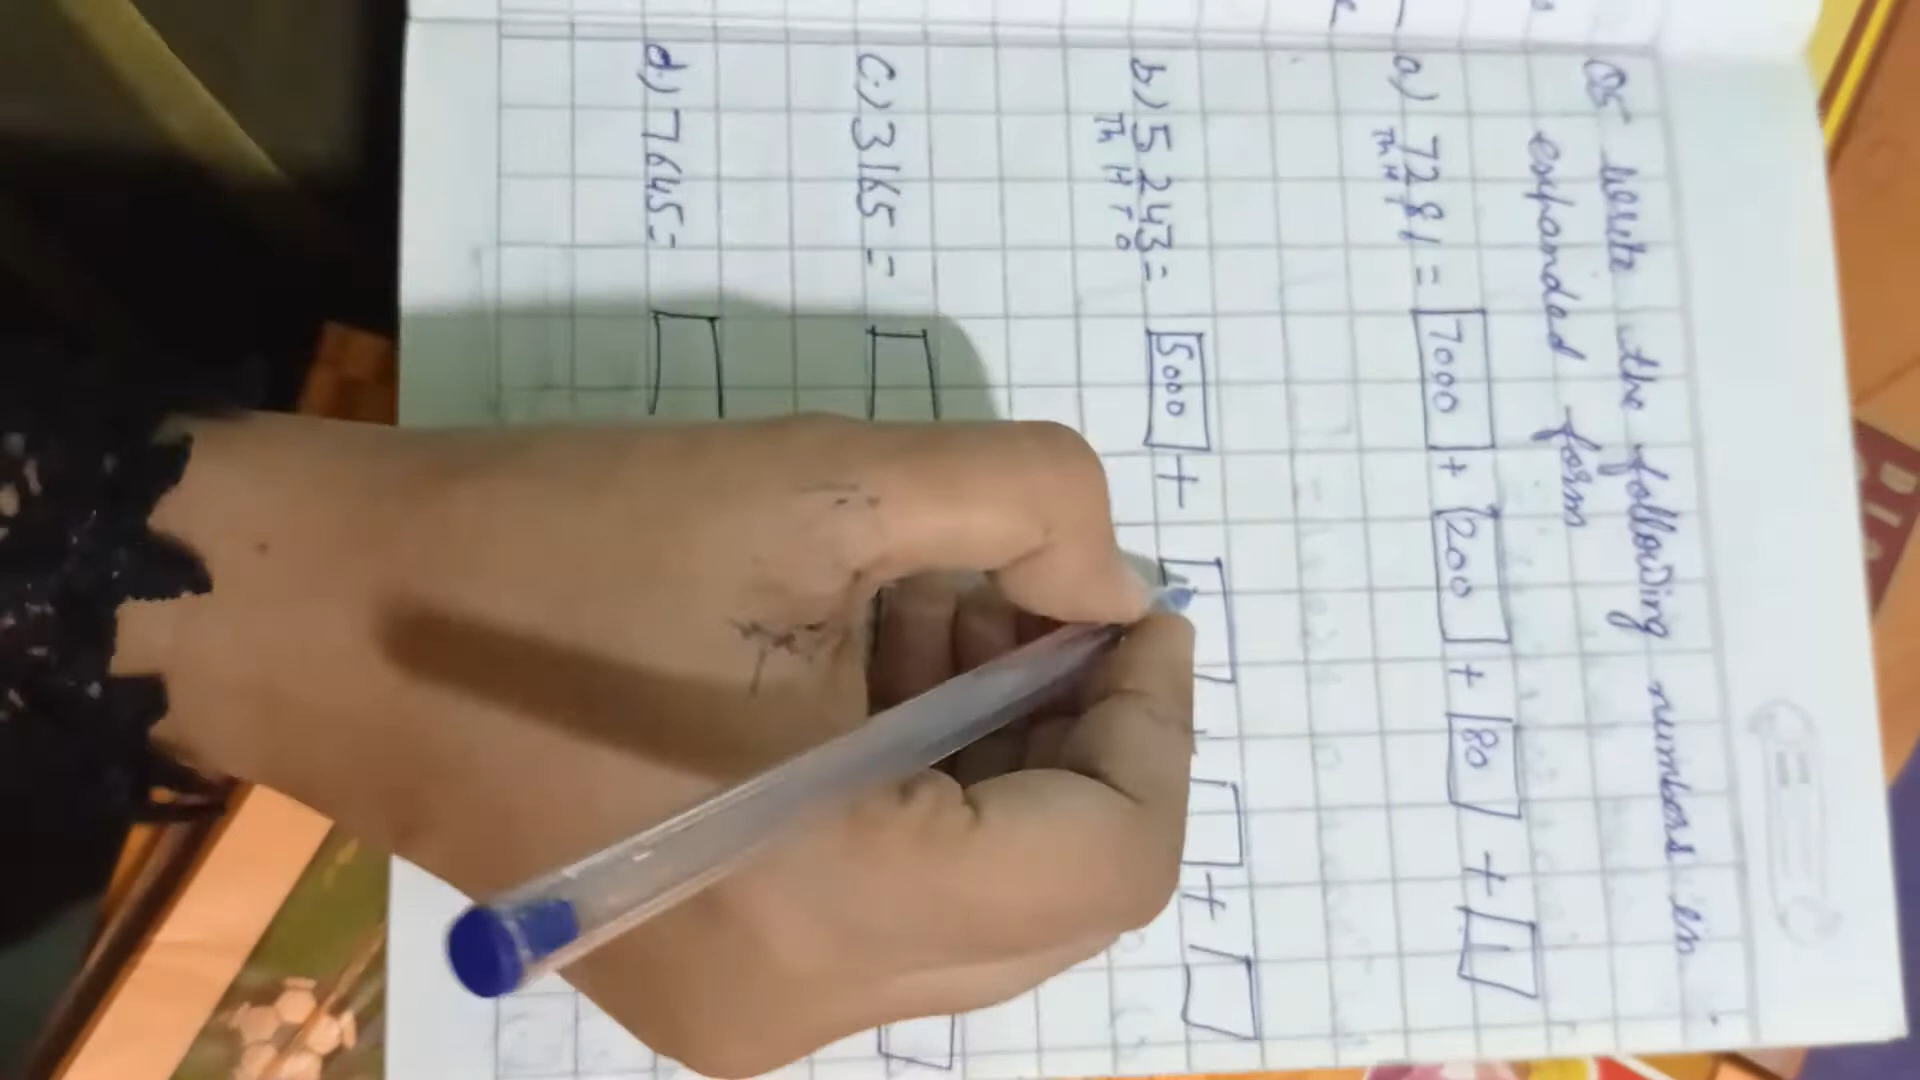 Q5 Write the following numbers in
expanded form
a) 7281 = 7000 + 200 + 80 + 1
Th H T
b) 5243 = 5000 +
+
Th H T O
c) 3165 =
d) 7645 =